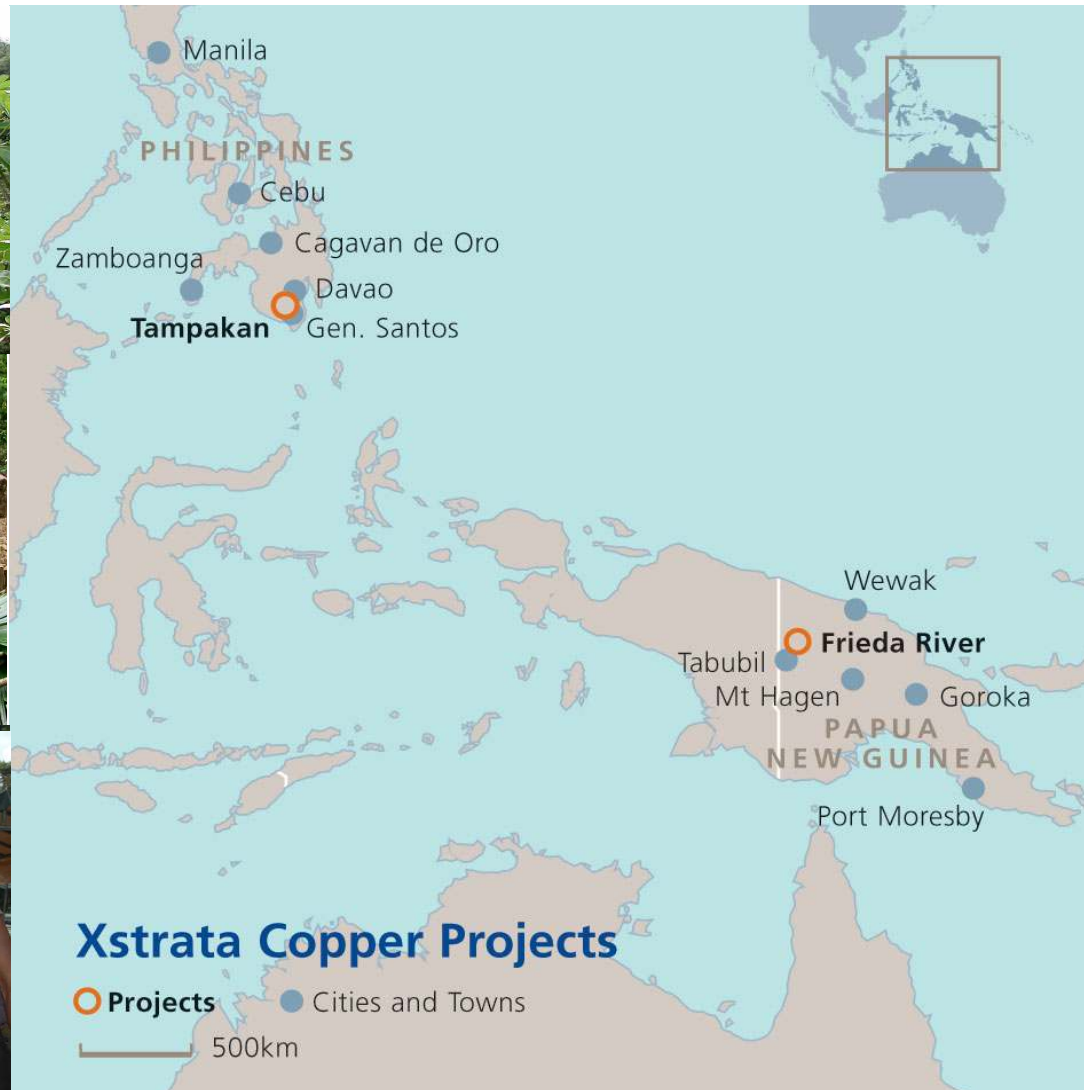 Manila
PHILIPPINES
Cebu
Cagavan de Oro
Zamboanga
Davao
Tampakan
Gen. Santos
Wewak
Frieda River
Tabubil
Mt Hagen
Goroka
PAPUA
NEW GUINEA
Port Moresby
Xstrata Copper Projects
Projects
Cities and Towns
500km